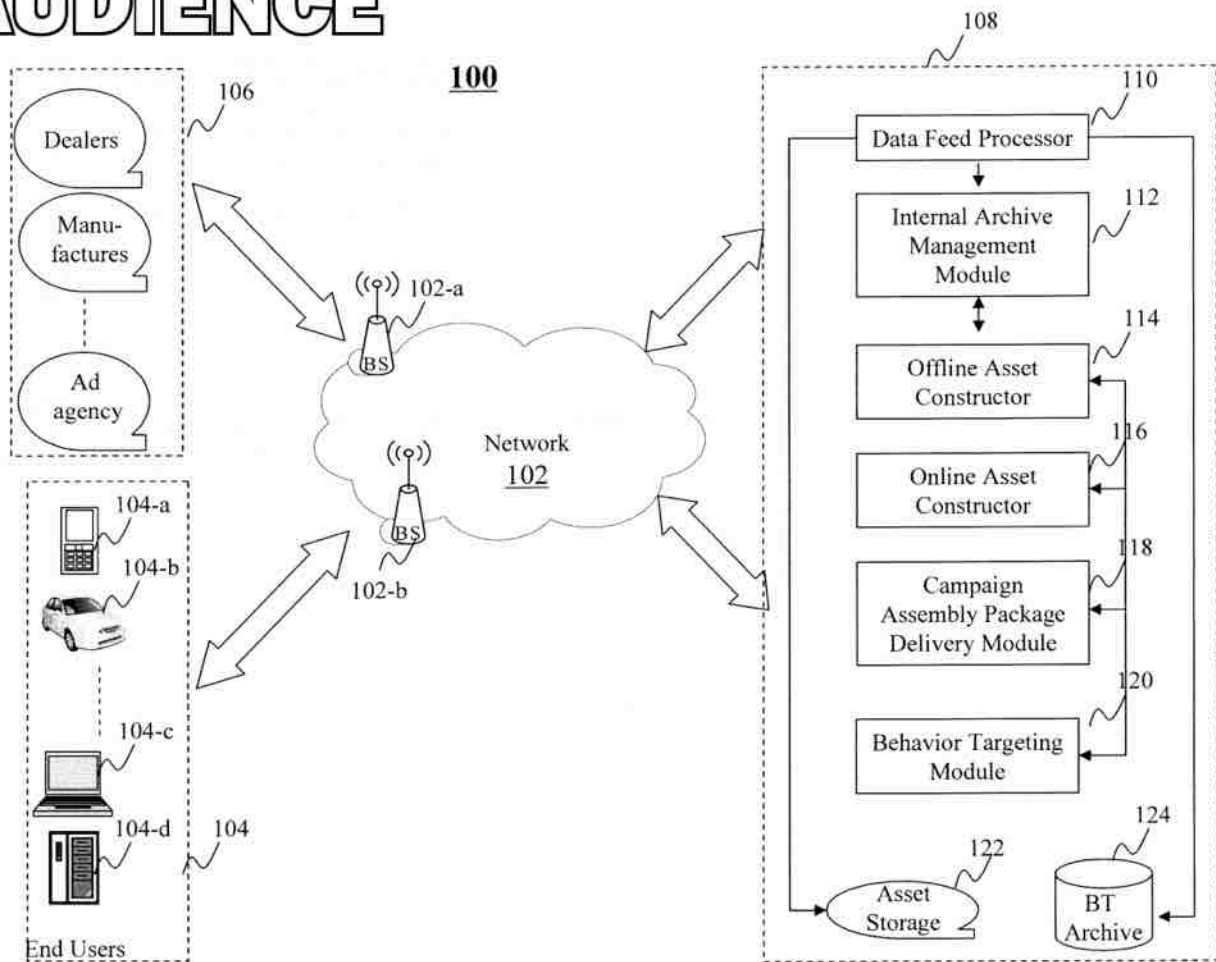 AUDIENCE
100
106
Dealers
Manu-
factures
Ad
agency
102-a
BS
Network
102
BS
102-b
104-a
104-b
104-c
104-d
104
End Users
108
110
Data Feed Processor
112
Internal Archive
Management
Module
114
Offline Asset
Constructor
116
Online Asset
Constructor
118
Campaign
Assembly Package
Delivery Module
120
Behavior Targeting
Module
122
Asset
Storage
124
BT
Archive